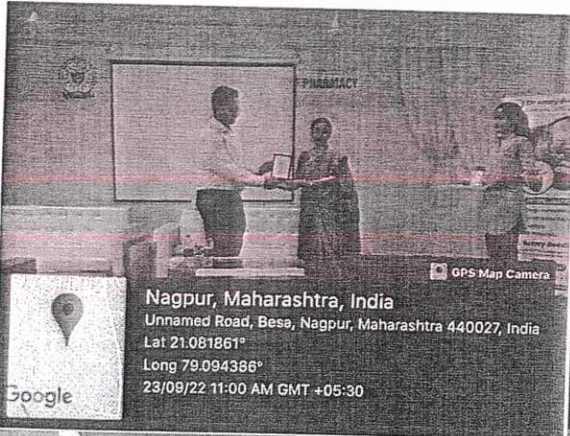 PHARMACY
GPS Map Camera
Nagpur, Maharashtra, India
Unnamed Road, Besa, Nagpur, Maharashtra 440027, India
Lat 21.081861°
Long 79.094386°
23/09/22 11:00 AM GMT +05:30
Google